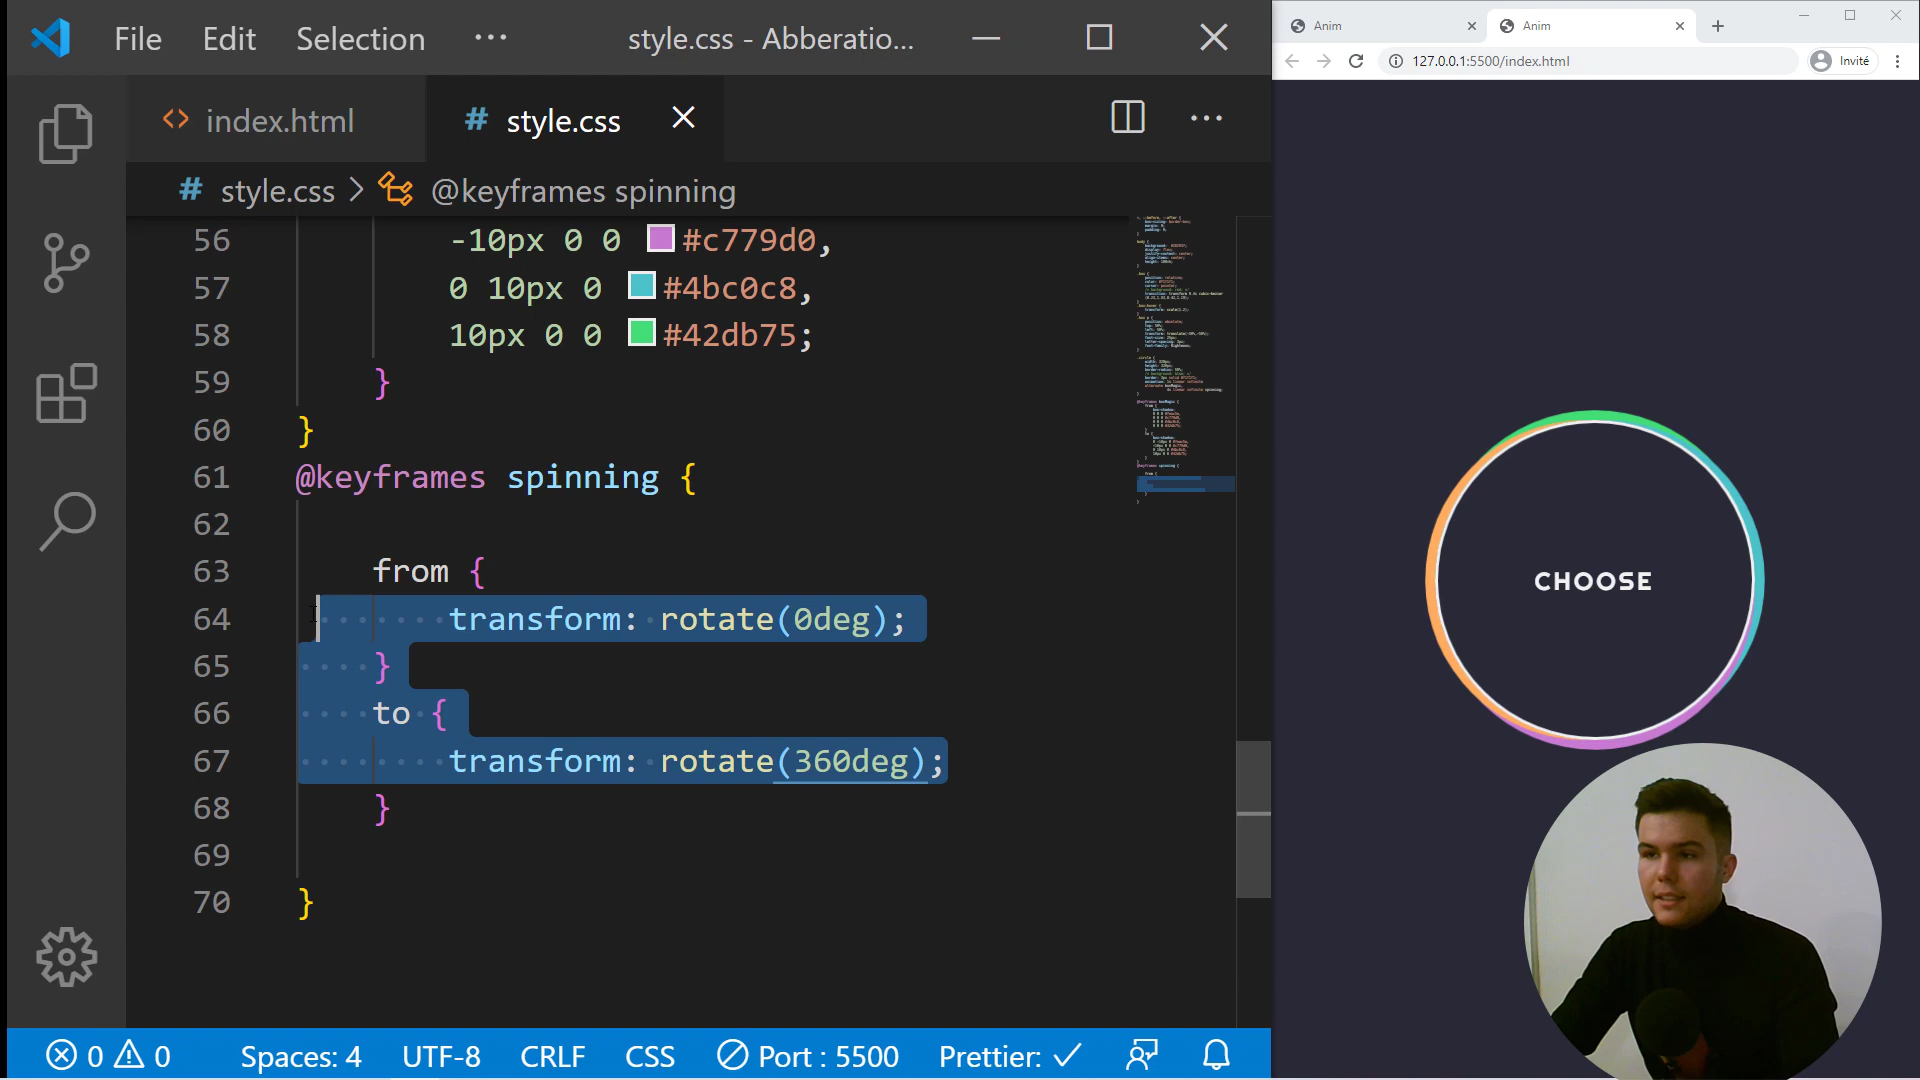 File Edit Selection ··· style.css - Abberatio...
index.html style.css
style.css > @keyframes spinning
56 -10px 0 0 #c779d0,
57 0 10px 0 #4bc0c8,
58 10px 0 0 #42db75;
59 }
60 }
61 @keyframes spinning {
62
63 from {
64 transform: rotate(0deg);
65 }
66 to {
67 transform: rotate(360deg);
68 }
69
70 }
0 0 Spaces: 4 UTF-8 CRLF CSS Port : 5500 Prettier: ✓
Anim Anim
127.0.0.1:5500/index.html Invité
CHOOSE